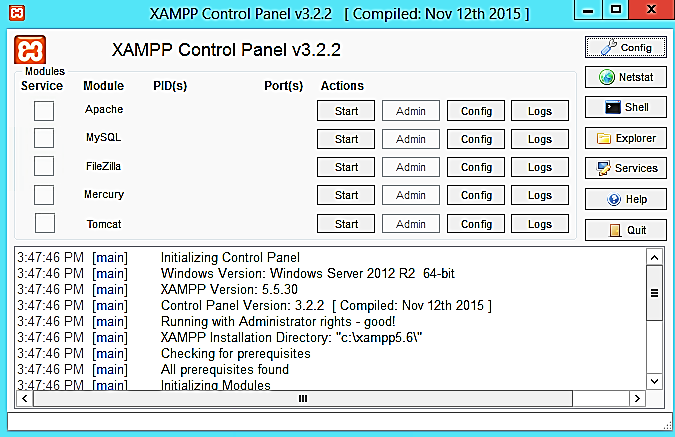 XAMPP Control Panel v3.2.2 [ Compiled: Nov 12th 2015 ]
XAMPP Control Panel v3.2.2
Config
Modules
Service Module PID(s) Port(s) Actions
Netstat
Apache Start Admin Config Logs
Shell
MySQL Start Admin Config Logs
Explorer
FileZilla Start Admin Config Logs
Services
Mercury Start Admin Config Logs
Help
Tomcat Start Admin Config Logs
Quit
3:47:46 PM [main] Initializing Control Panel
3:47:46 PM [main] Windows Version: Windows Server 2012 R2 64-bit
3:47:46 PM [main] XAMPP Version: 5.5.30
3:47:46 PM [main] Control Panel Version: 3.2.2 [ Compiled: Nov 12th 2015 ]
3:47:46 PM [main] Running with Administrator rights - good!
3:47:46 PM [main] XAMPP Installation Directory: "c:\xampp5.6\"
3:47:46 PM [main] Checking for prerequisites
3:47:46 PM [main] All prerequisites found
3:47:46 PM [main] Initializing Modules